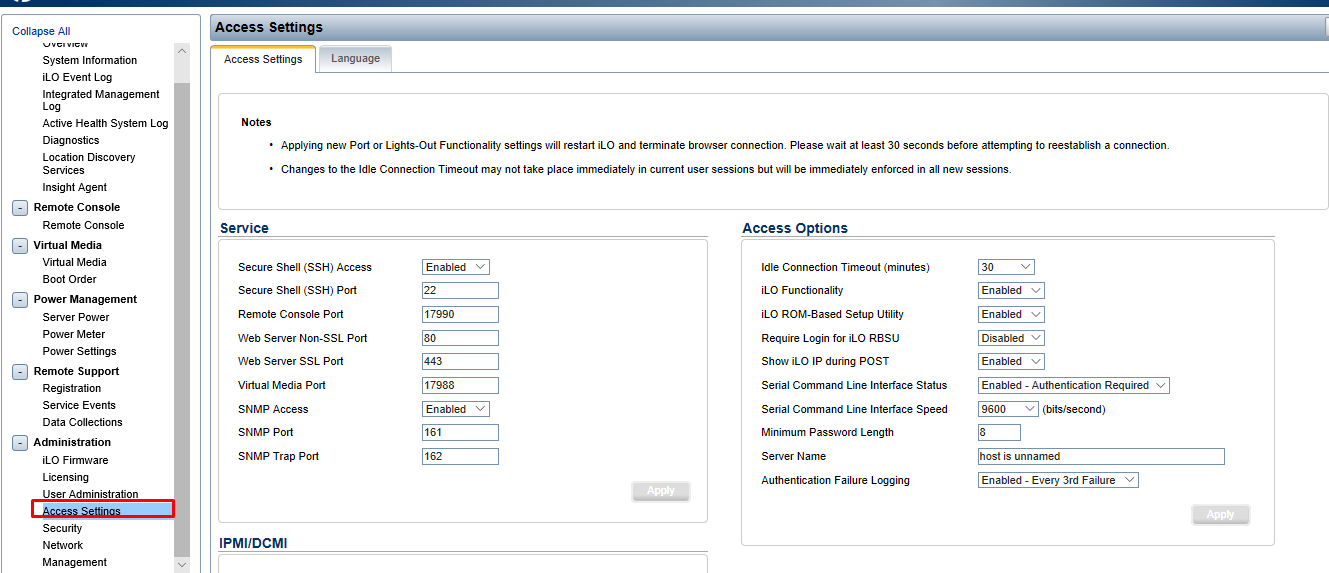 Collapse All
Overview
System Information
iLO Event Log
Integrated Management
Log
Active Health System Log
Diagnostics
Location Discovery
Services
Insight Agent
- Remote Console
Remote Console
- Virtual Media
Virtual Media
Boot Order
- Power Management
Server Power
Power Meter
Power Settings
- Remote Support
Registration
Service Events
Data Collections
- Administration
iLO Firmware
Licensing
User Administration
Access Settings
Security
Network
Management
Access Settings
Access Settings Language
Notes
• Applying new Port or Lights-Out Functionality settings will restart iLO and terminate browser connection. Please wait at least 30 seconds before attempting to reestablish a connection.
• Changes to the Idle Connection Timeout may not take place immediately in current user sessions but will be immediately enforced in all new sessions.
Service
Secure Shell (SSH) Access Enabled
Secure Shell (SSH) Port 22
Remote Console Port 17990
Web Server Non-SSL Port 80
Web Server SSL Port 443
Virtual Media Port 17988
SNMP Access Enabled
SNMP Port 161
SNMP Trap Port 162
Apply
IPMI/DCMI
Access Options
Idle Connection Timeout (minutes) 30
iLO Functionality Enabled
iLO ROM-Based Setup Utility Enabled
Require Login for iLO RBSU Disabled
Show iLO IP during POST Enabled
Serial Command Line Interface Status Enabled - Authentication Required
Serial Command Line Interface Speed 9600 (bits/second)
Minimum Password Length 8
Server Name host is unnamed
Authentication Failure Logging Enabled - Every 3rd Failure
Apply